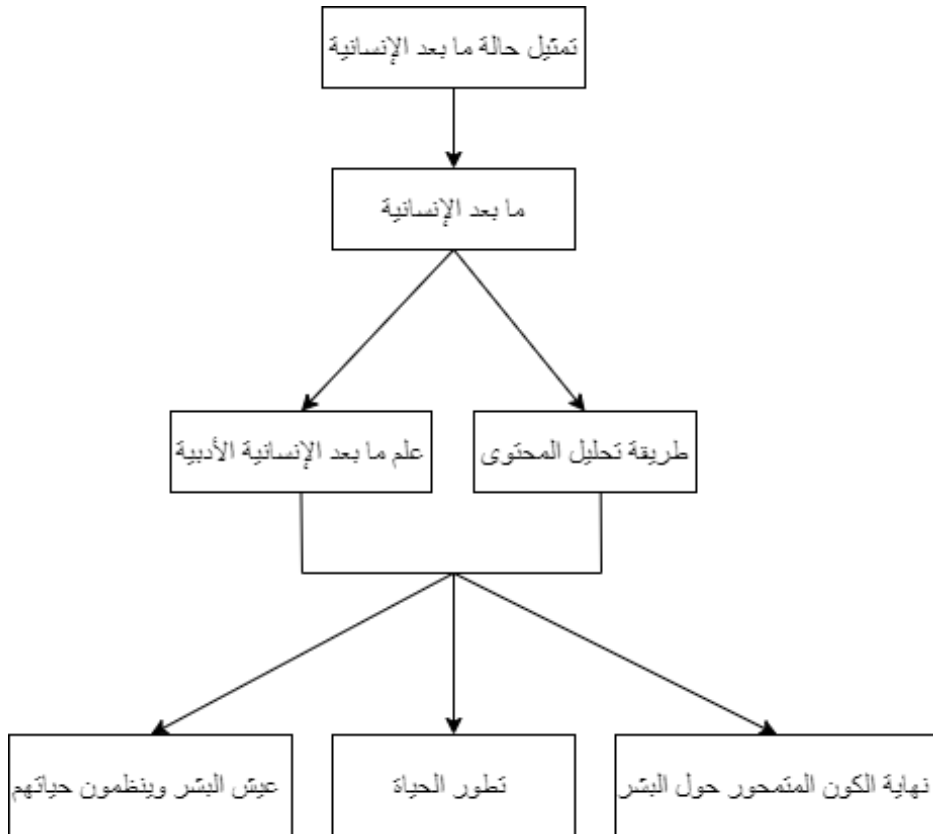 تمثيل حالة ما بعد الإنسانية
ما بعد الإنسانية
طريقة تحليل المحتوى
علم ما بعد الإنسانية الأدبية
نهاية الكون المتمحور حول البشر
تطور الحياة
عيش البشر وينظمون حياتهم